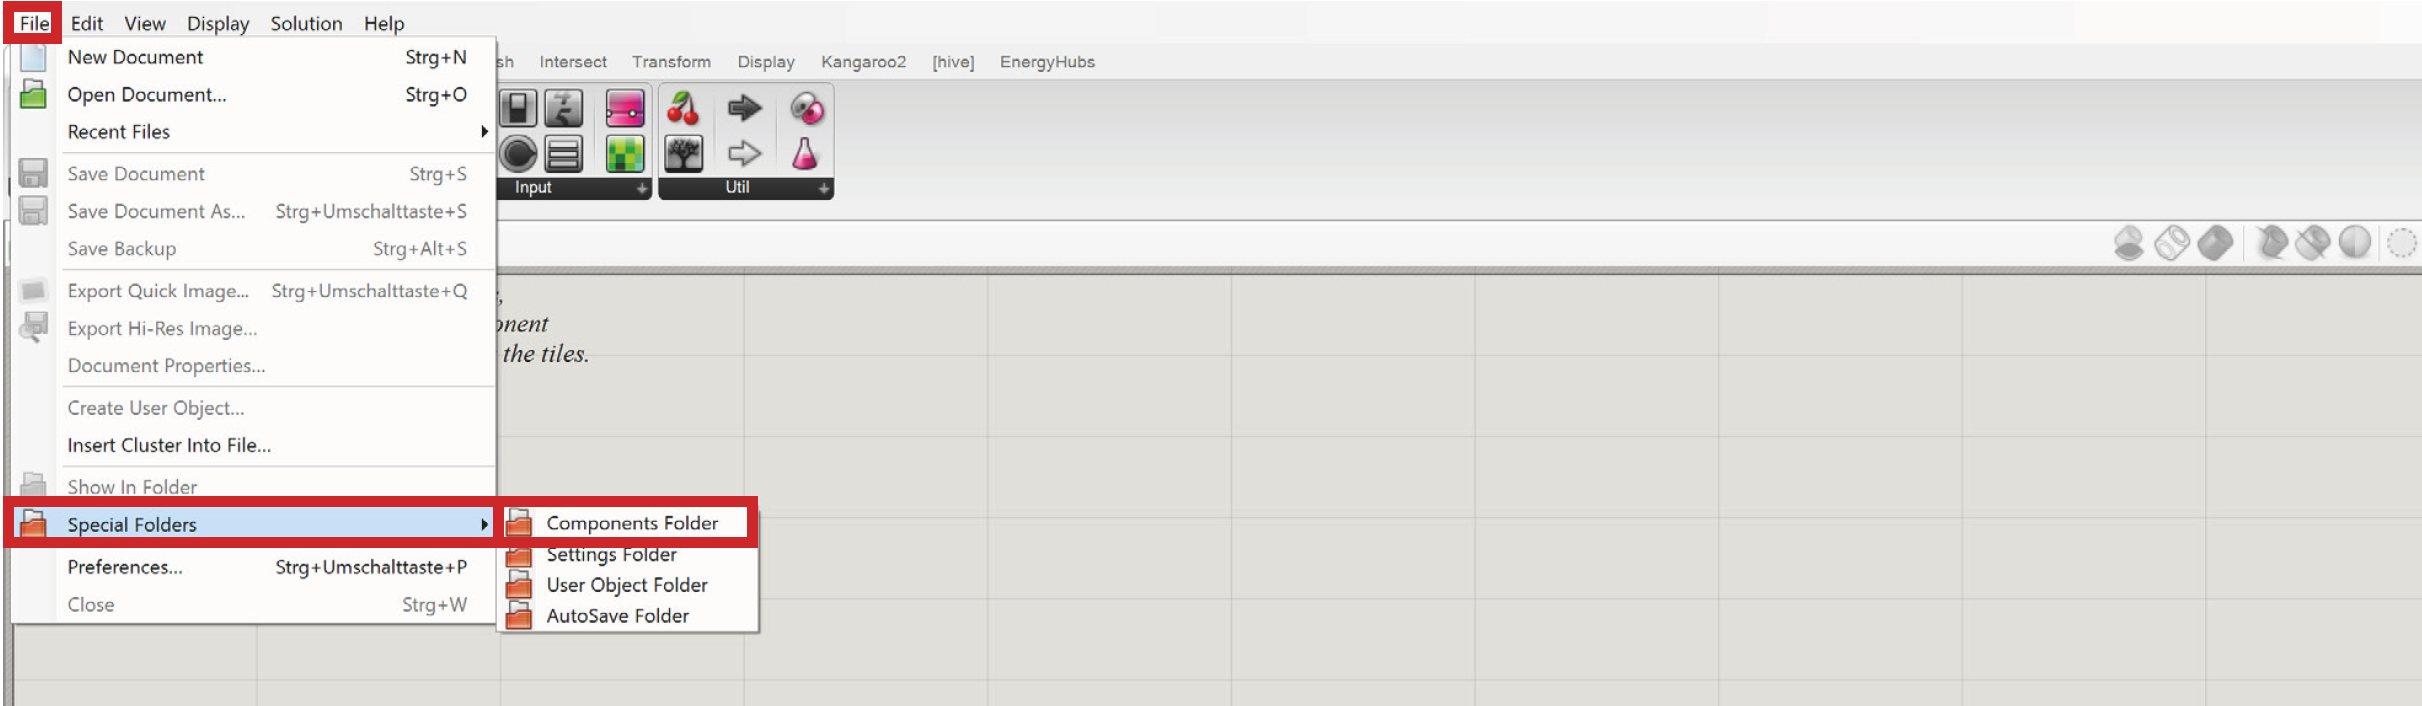 File Edit View Display Solution Help
New Document Strg+N
sh Intersect Transform Display Kangaroo2 [hive] EnergyHubs
Open Document... Strg+O
Recent Files
Save Document Strg+S
Input Util
Save Document As... Strg+Umschalttaste+S
Save Backup Strg+Alt+S
Export Quick Image... Strg+Umschalttaste+Q
Export Hi-Res Image...
onent
the tiles.
Document Properties...
Create User Object...
Insert Cluster Into File...
Show In Folder
Special Folders
Components Folder
Settings Folder
User Object Folder
AutoSave Folder
Preferences... Strg+Umschalttaste+P
Close Strg+W